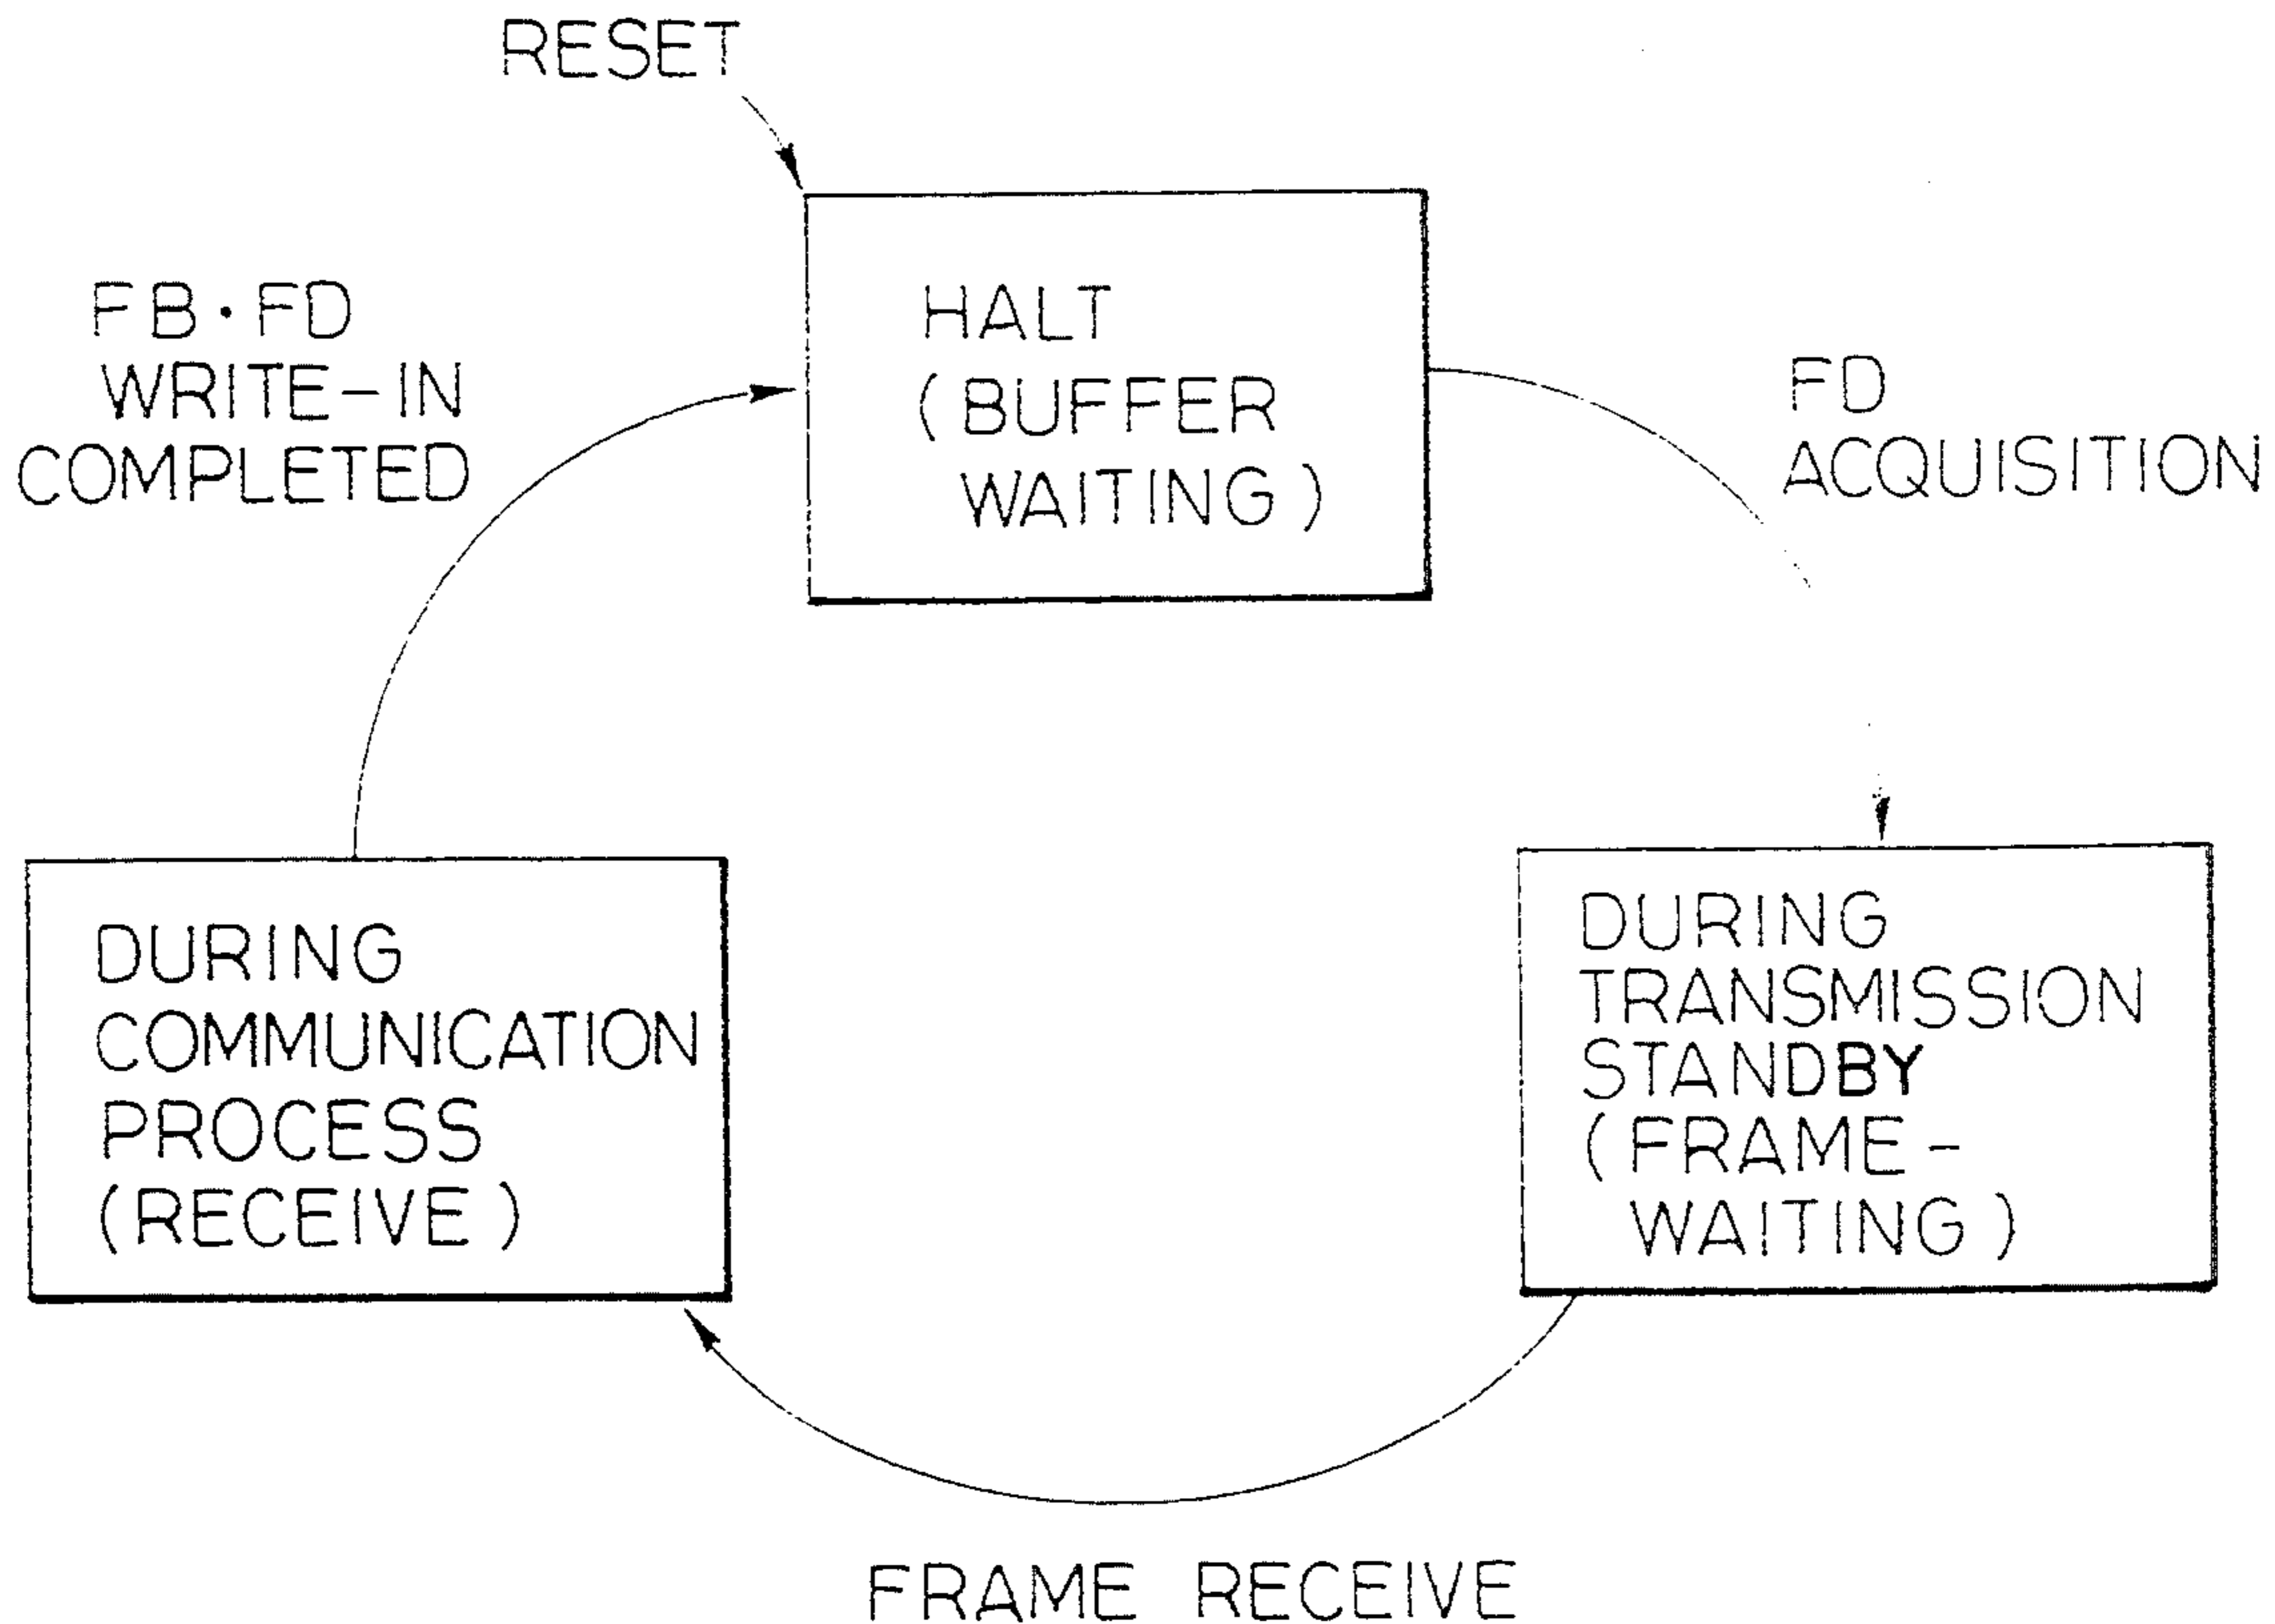 RESET
FB·FD
WRITE-IN
COMPLETED
HALT
(BUFFER
WAITING)
FD
ACQUISITION
DURING
COMMUNICATION
PROCESS
(RECEIVE)
DURING
TRANSMISSION
STANDBY
(FRAME-
WAITING)
FRAME RECEIVE